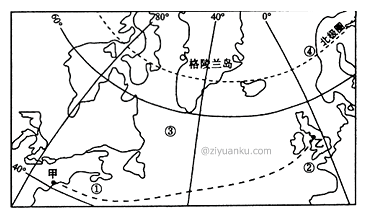 60° 80° 40° 0° 北极圈
格陵兰岛 ④
③
@ziyuanku.com 乙
②
40° 甲 ①